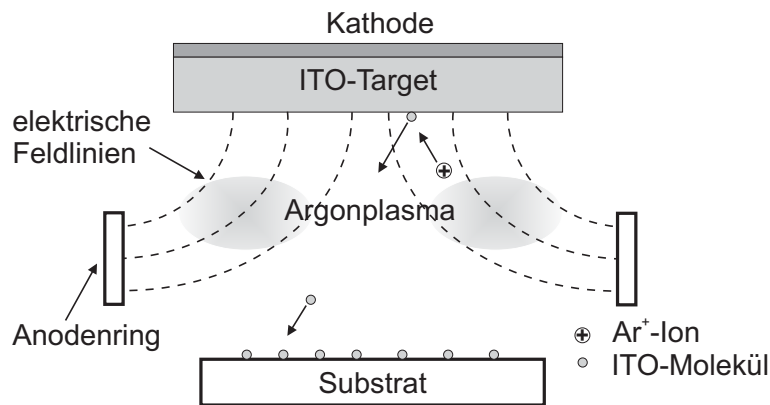 Kathode
ITO-Target
elektrische
Feldlinien
Argonplasma
Anodenring
Ar⁺-Ion
ITO-Molekül
Substrat